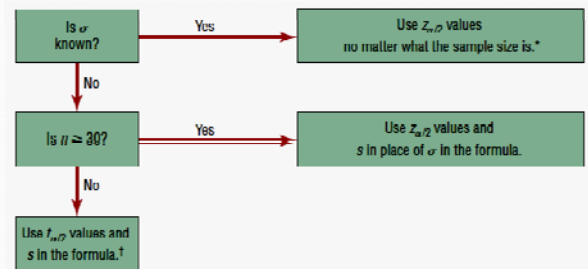 Is σ
known?
Yes
Use z_α/2 values
no matter what the sample size is.*
No
Is n ≥ 30?
Yes
Use z_α/2 values and
s in place of σ in the formula.
No
Use t_α/2 values and
s in the formula.†